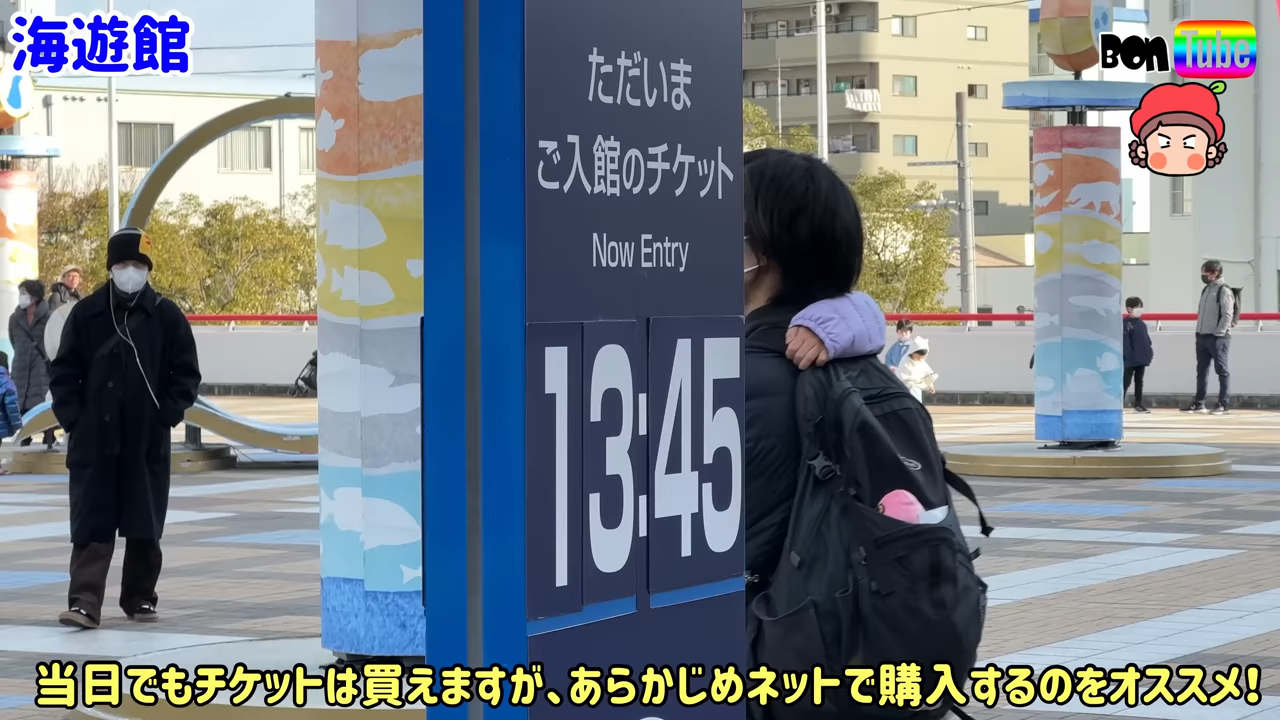 海遊館
BON Tube
ただいま
ご入館のチケット
Now Entry
13:45
当日でもチケットは買えますが、あらかじめネットで購入するのをオススメ!